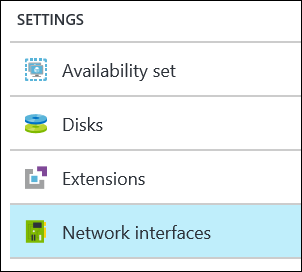 SETTINGS
Availability set
Disks
Extensions
Network interfaces